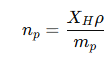 n_p = \frac{X_H \rho}{m_p}